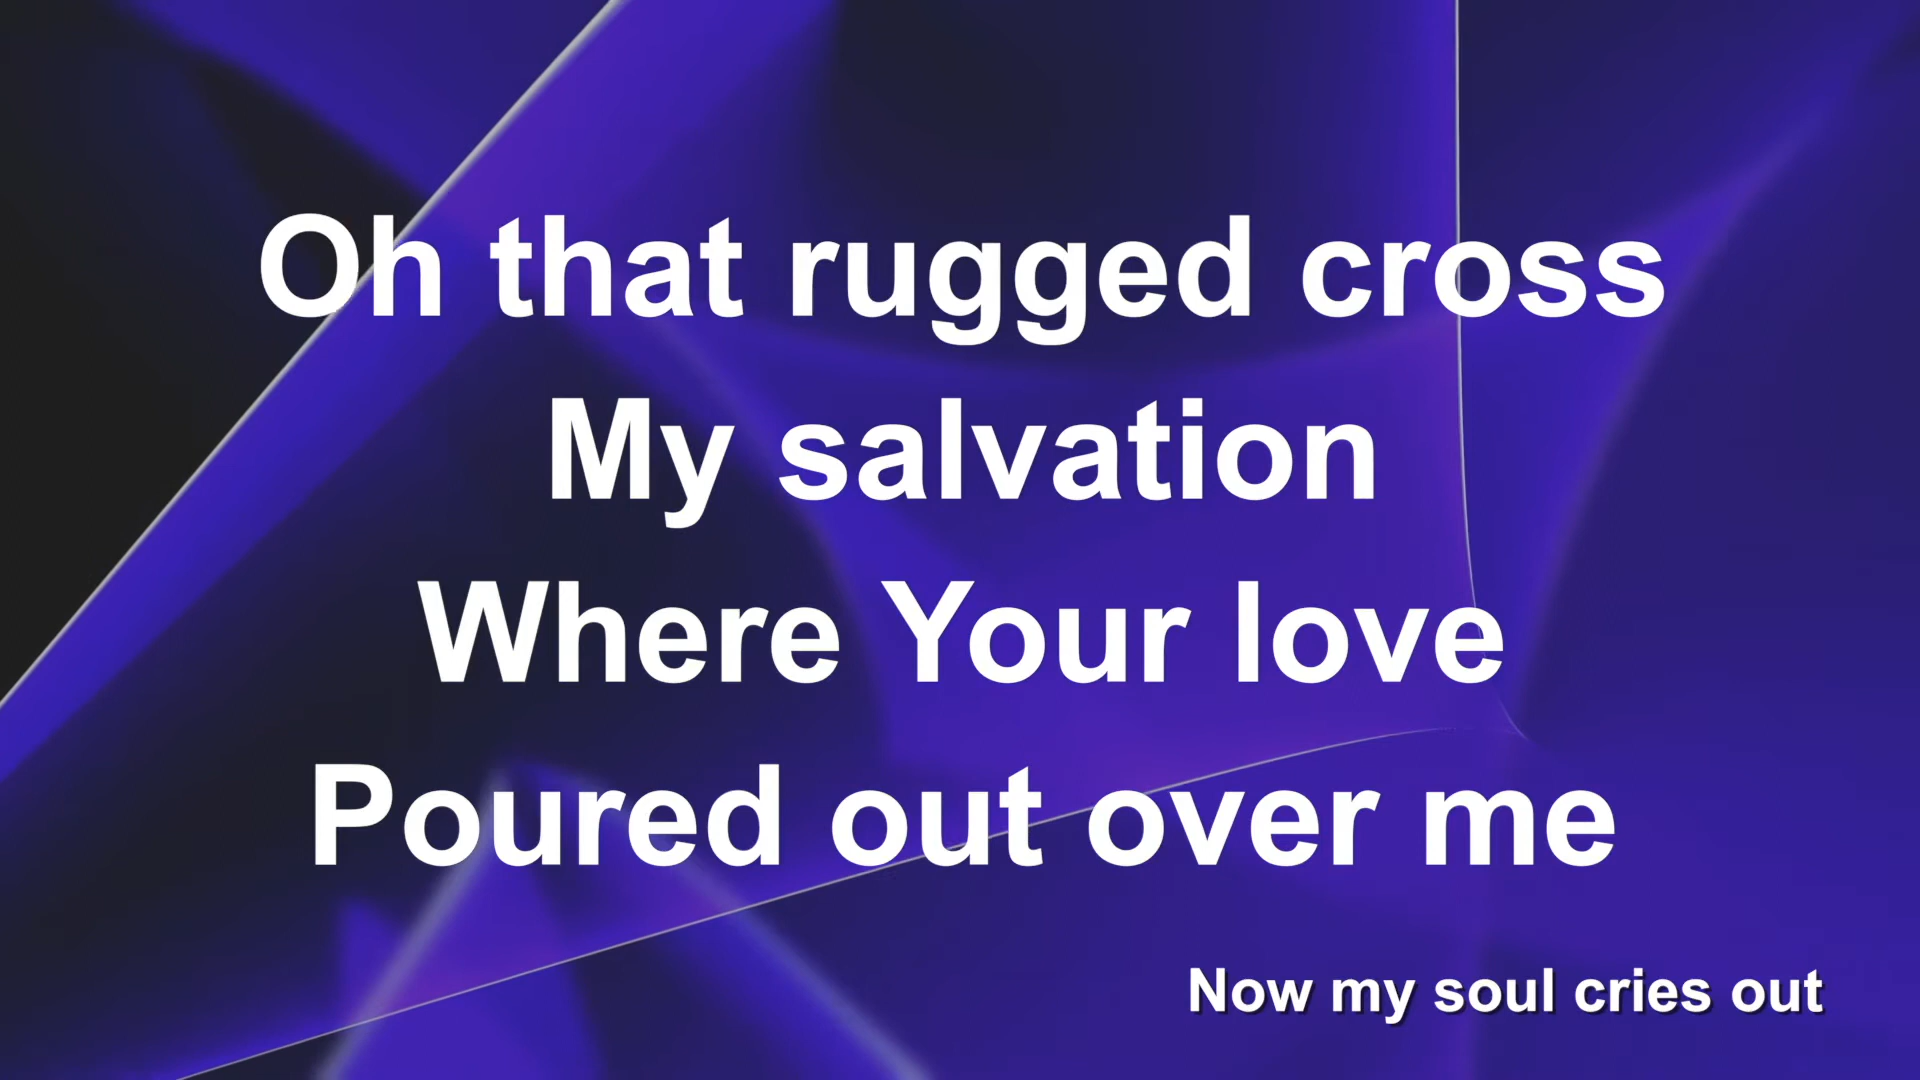 Oh that rugged cross
My salvation
Where Your love
Poured out over me
Now my soul cries out